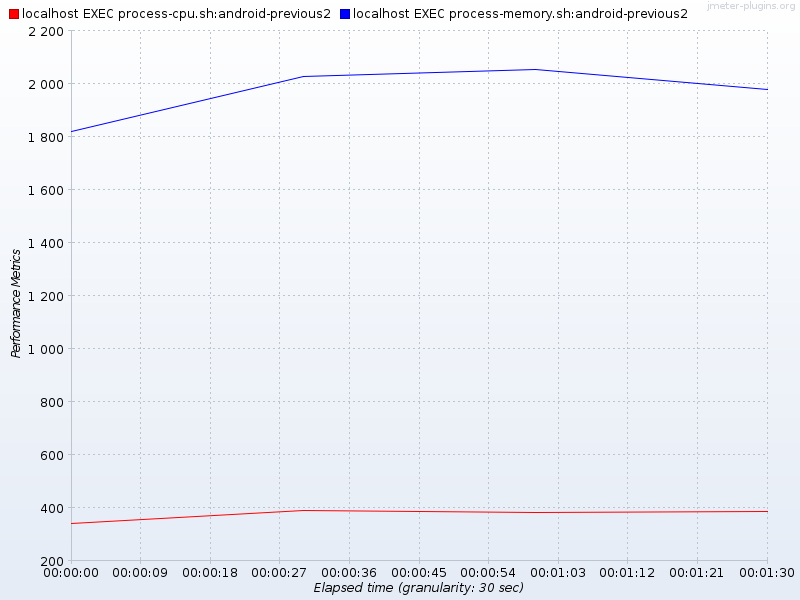 jmeter-plugins.org
localhost EXEC process-cpu.sh:android-previous2 localhost EXEC process-memory.sh:android-previous2
2 200
2 000
1 800
1 600
1 400
1 200
1 000
800
600
400
200
Performance Metrics
00:00:00 00:00:09 00:00:18 00:00:27 00:00:36 00:00:45 00:00:54 00:01:03 00:01:12 00:01:21 00:01:30
Elapsed time (granularity: 30 sec)